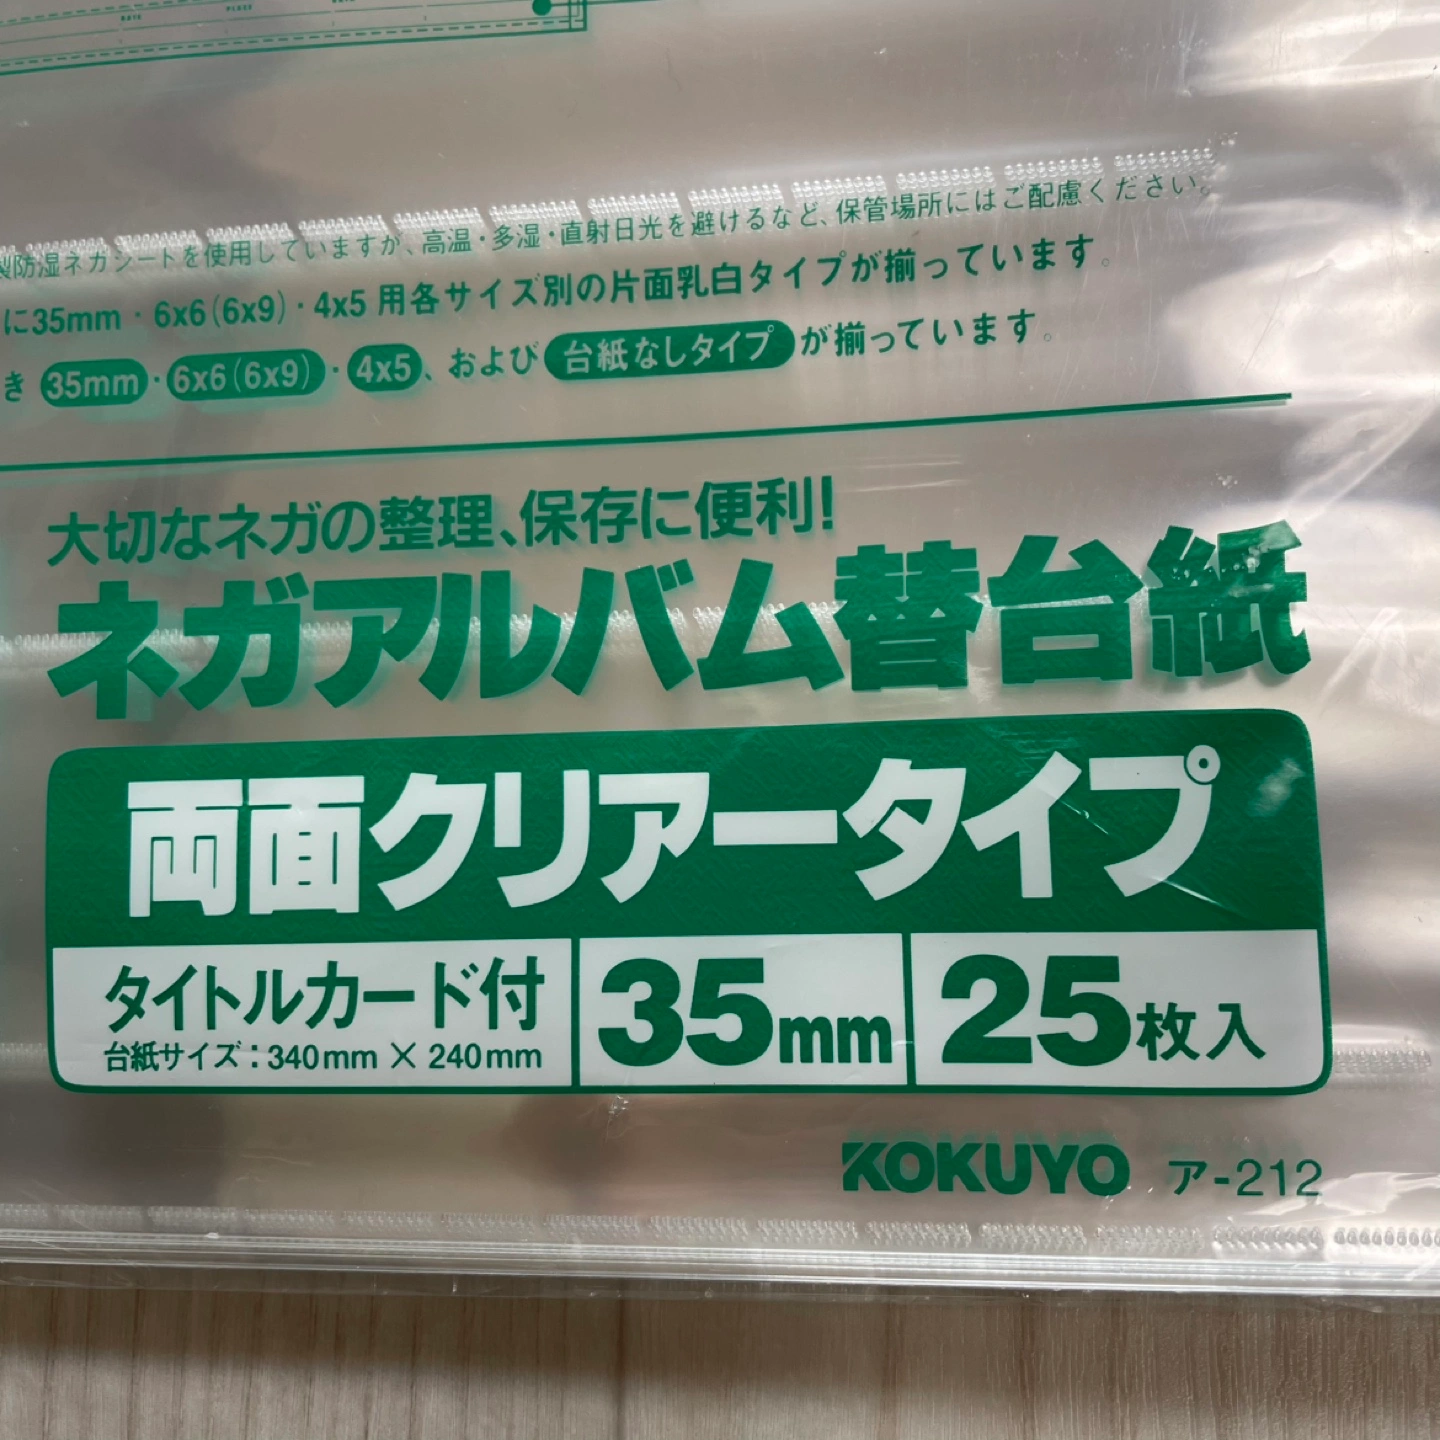 製防湿ネガシートを使用していますが、高温・多湿・直射日光を避けるなど、保管場所にはご配慮ください。
に35mm・6x6(6x9)・4x5 用各サイズ別の片面乳白タイプが揃っています。
き 35mm・6x6(6x9)・4x5、および 台紙なしタイプ が揃っています。
大切なネガの整理、保存に便利!
ネガアルバム替台紙
両面クリアータイプ
タイトルカード付
台紙サイズ:340mm×240mm
35mm
25枚入
KOKUYO ア-212